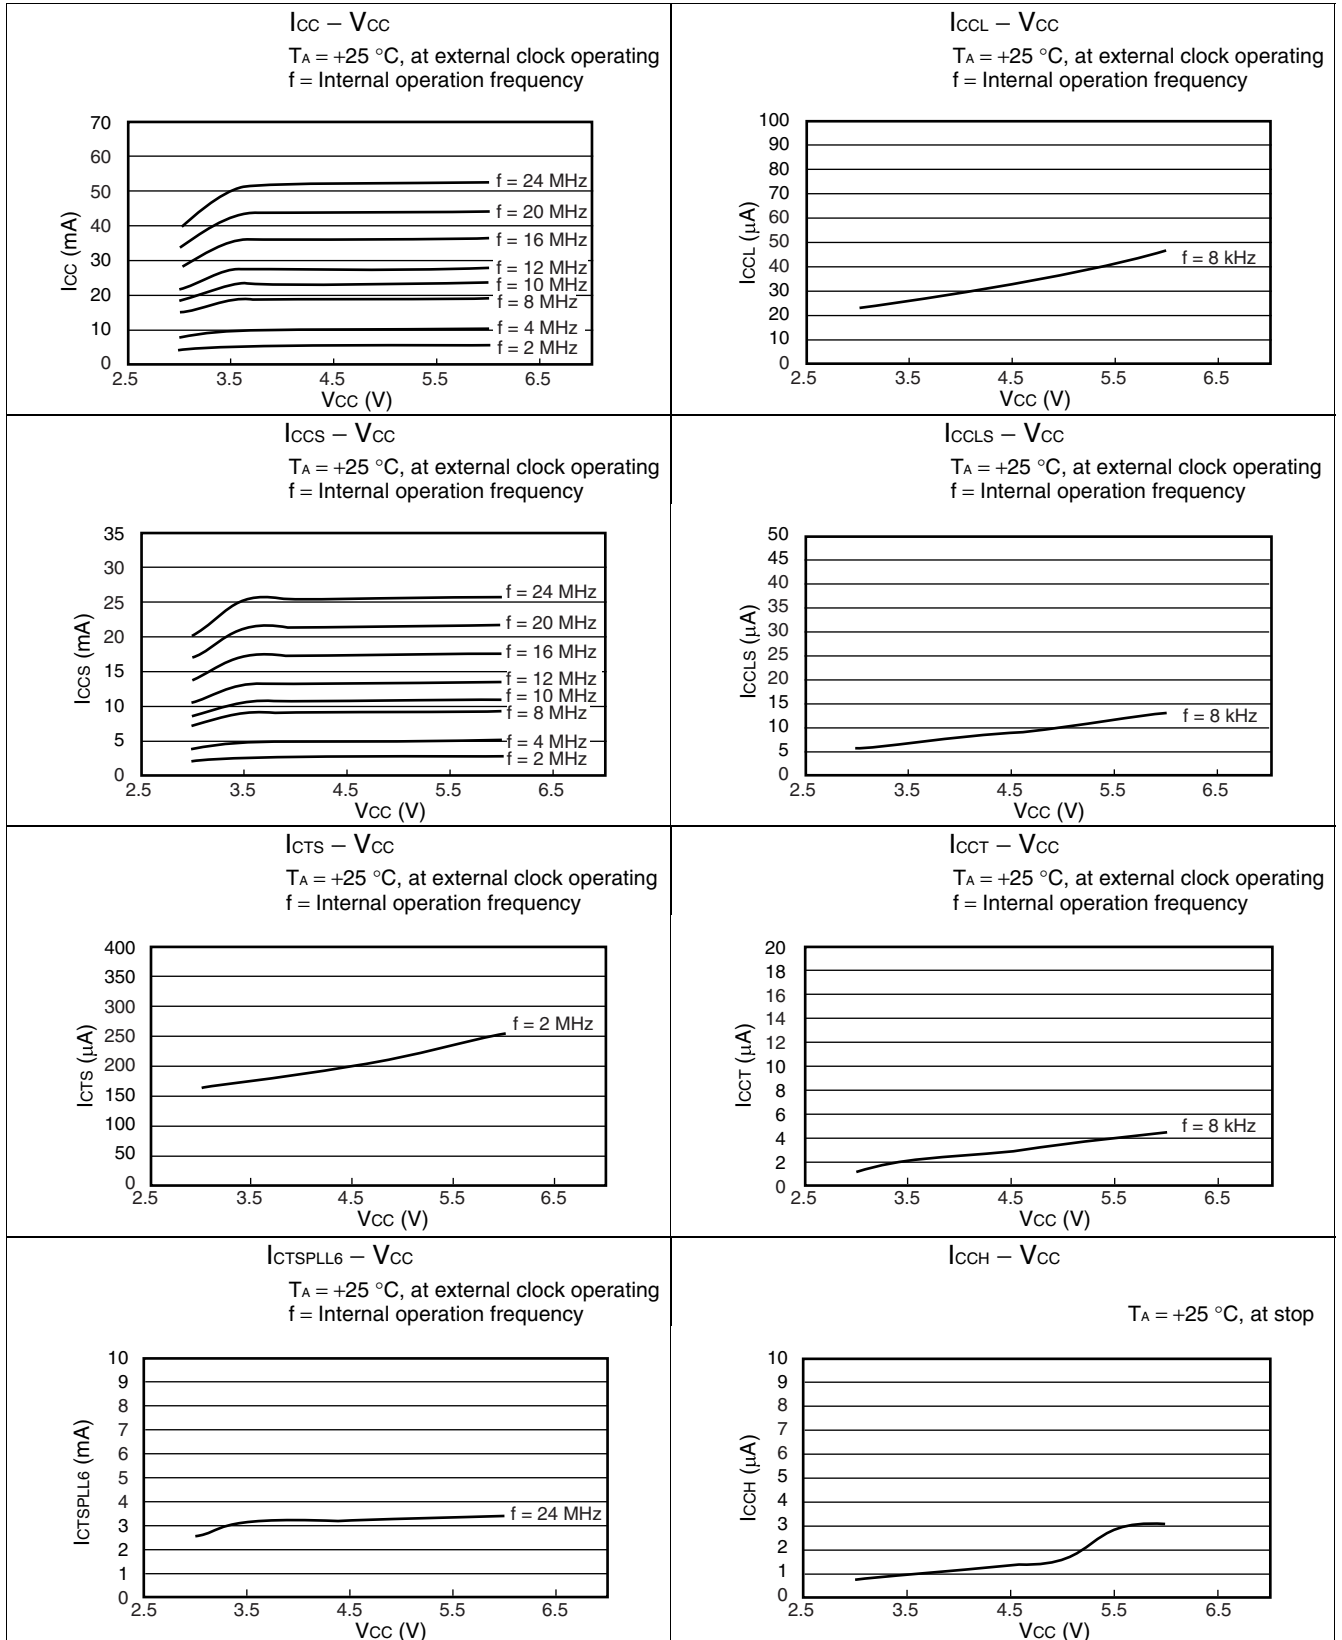 ICC – VCC
TA = +25 °C, at external clock operating
f = Internal operation frequency
70
60
50
40
30
20
10
0
ICC (mA)
f = 24 MHz
f = 20 MHz
f = 16 MHz
f = 12 MHz
f = 10 MHz
f = 8 MHz
f = 4 MHz
f = 2 MHz
2.5 3.5 4.5 5.5 6.5
VCC (V)
ICCL – VCC
TA = +25 °C, at external clock operating
f = Internal operation frequency
100
90
80
70
60
50
40
30
20
10
0
ICCL (μA)
f = 8 kHz
2.5 3.5 4.5 5.5 6.5
VCC (V)
ICCS – VCC
TA = +25 °C, at external clock operating
f = Internal operation frequency
35
30
25
20
15
10
5
0
ICCS (mA)
f = 24 MHz
f = 20 MHz
f = 16 MHz
f = 12 MHz
f = 10 MHz
f = 8 MHz
f = 4 MHz
f = 2 MHz
2.5 3.5 4.5 5.5 6.5
VCC (V)
ICCLS – VCC
TA = +25 °C, at external clock operating
f = Internal operation frequency
50
45
40
35
30
25
20
15
10
5
0
ICCLS (μA)
f = 8 kHz
2.5 3.5 4.5 5.5 6.5
VCC (V)
ICTS – VCC
TA = +25 °C, at external clock operating
f = Internal operation frequency
400
350
300
250
200
150
100
50
0
ICTS (μA)
f = 2 MHz
2.5 3.5 4.5 5.5 6.5
VCC (V)
ICCT – VCC
TA = +25 °C, at external clock operating
f = Internal operation frequency
20
18
16
14
12
10
8
6
4
2
0
ICCT (μA)
f = 8 kHz
2.5 3.5 4.5 5.5 6.5
VCC (V)
ICTSPLL6 – VCC
TA = +25 °C, at external clock operating
f = Internal operation frequency
10
9
8
7
6
5
4
3
2
1
0
ICTSPLL6 (mA)
f = 24 MHz
2.5 3.5 4.5 5.5 6.5
VCC (V)
ICCH – VCC
TA = +25 °C, at stop
10
9
8
7
6
5
4
3
2
1
0
ICCH (μA)
2.5 3.5 4.5 5.5 6.5
VCC (V)